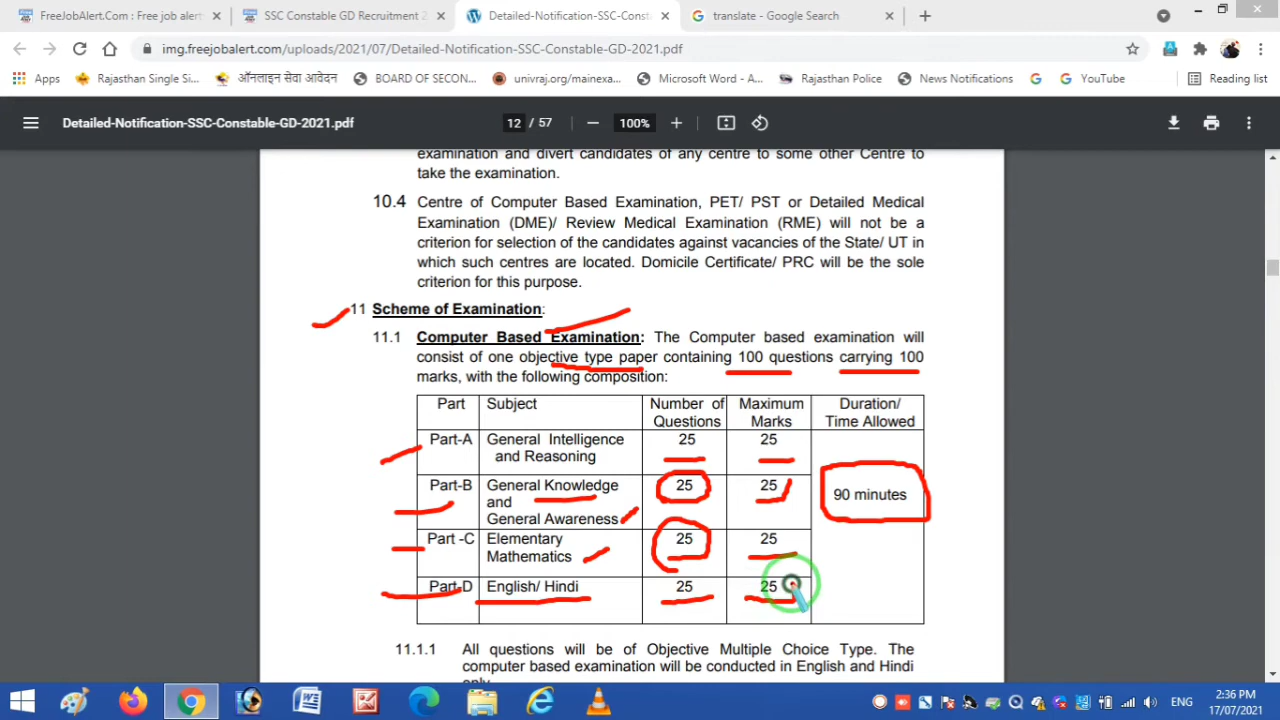 FreeJobAlert.Com : Free job alert
SSC Constable GD Recruitment 2
Detailed-Notification-SSC-Consta
translate - Google Search
img.freejobalert.com/uploads/2021/07/Detailed-Notification-SSC-Constable-GD-2021.pdf
Apps
Rajasthan Single Si...
ऑनलाइन सेवा आवेदन
BOARD OF SECON...
univraj.org/mainexa...
Microsoft Word - A...
Rajasthan Police
News Notifications
YouTube
Reading list
Detailed-Notification-SSC-Constable-GD-2021.pdf
12 / 57
100%
examination and divert candidates of any centre to some other Centre to
take the examination.
10.4 Centre of Computer Based Examination, PET/ PST or Detailed Medical
Examination (DME)/ Review Medical Examination (RME) will not be a
criterion for selection of the candidates against vacancies of the State/ UT in
which such centres are located. Domicile Certificate/ PRC will be the sole
criterion for this purpose.
11 Scheme of Examination:
11.1 Computer Based Examination: The Computer based examination will
consist of one objective type paper containing 100 questions carrying 100
marks, with the following composition:
Part Subject Number of Questions Maximum Marks Duration/ Time Allowed
Part-A General Intelligence and Reasoning 25 25
Part-B General Knowledge and General Awareness 25 25 90 minutes
Part -C Elementary Mathematics 25 25
Part-D English/ Hindi 25 25
11.1.1 All questions will be of Objective Multiple Choice Type. The
computer based examination will be conducted in English and Hindi
only
ENG
2:36 PM
17/07/2021